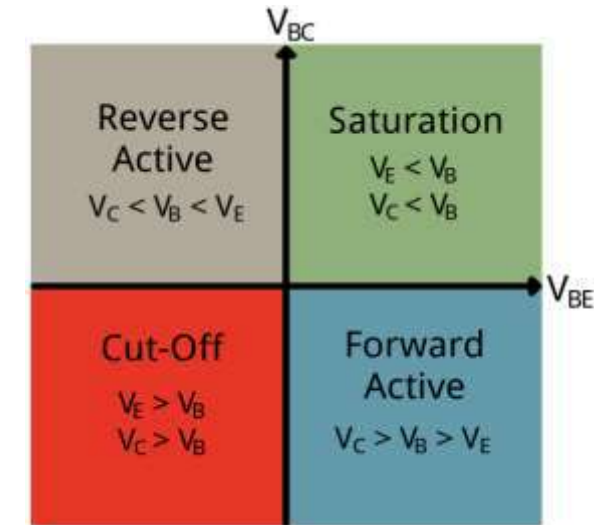 V_BC
Reverse
Active
V_C < V_B < V_E
Saturation
V_E < V_B
V_C < V_B
V_BE
Cut-Off
V_E > V_B
V_C > V_B
Forward
Active
V_C > V_B > V_E